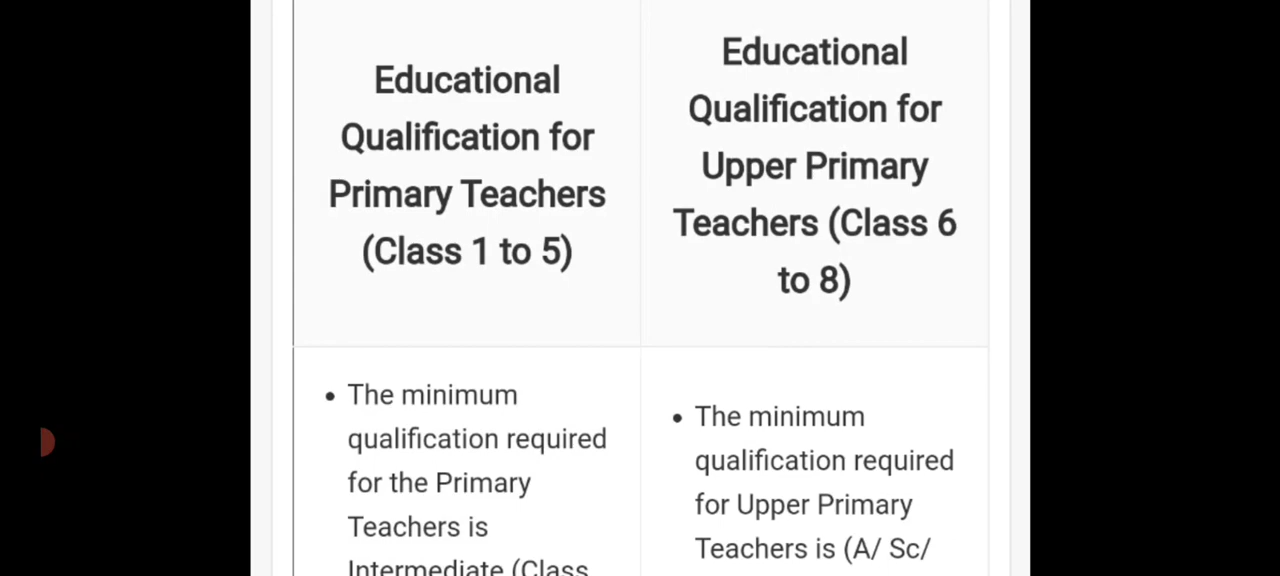 Educational
Qualification for
Primary Teachers
(Class 1 to 5)
Educational
Qualification for
Upper Primary
Teachers (Class 6
to 8)
• The minimum
qualification required
for the Primary
Teachers is
Intermediate (Class
• The minimum
qualification required
for Upper Primary
Teachers is (A/ Sc/